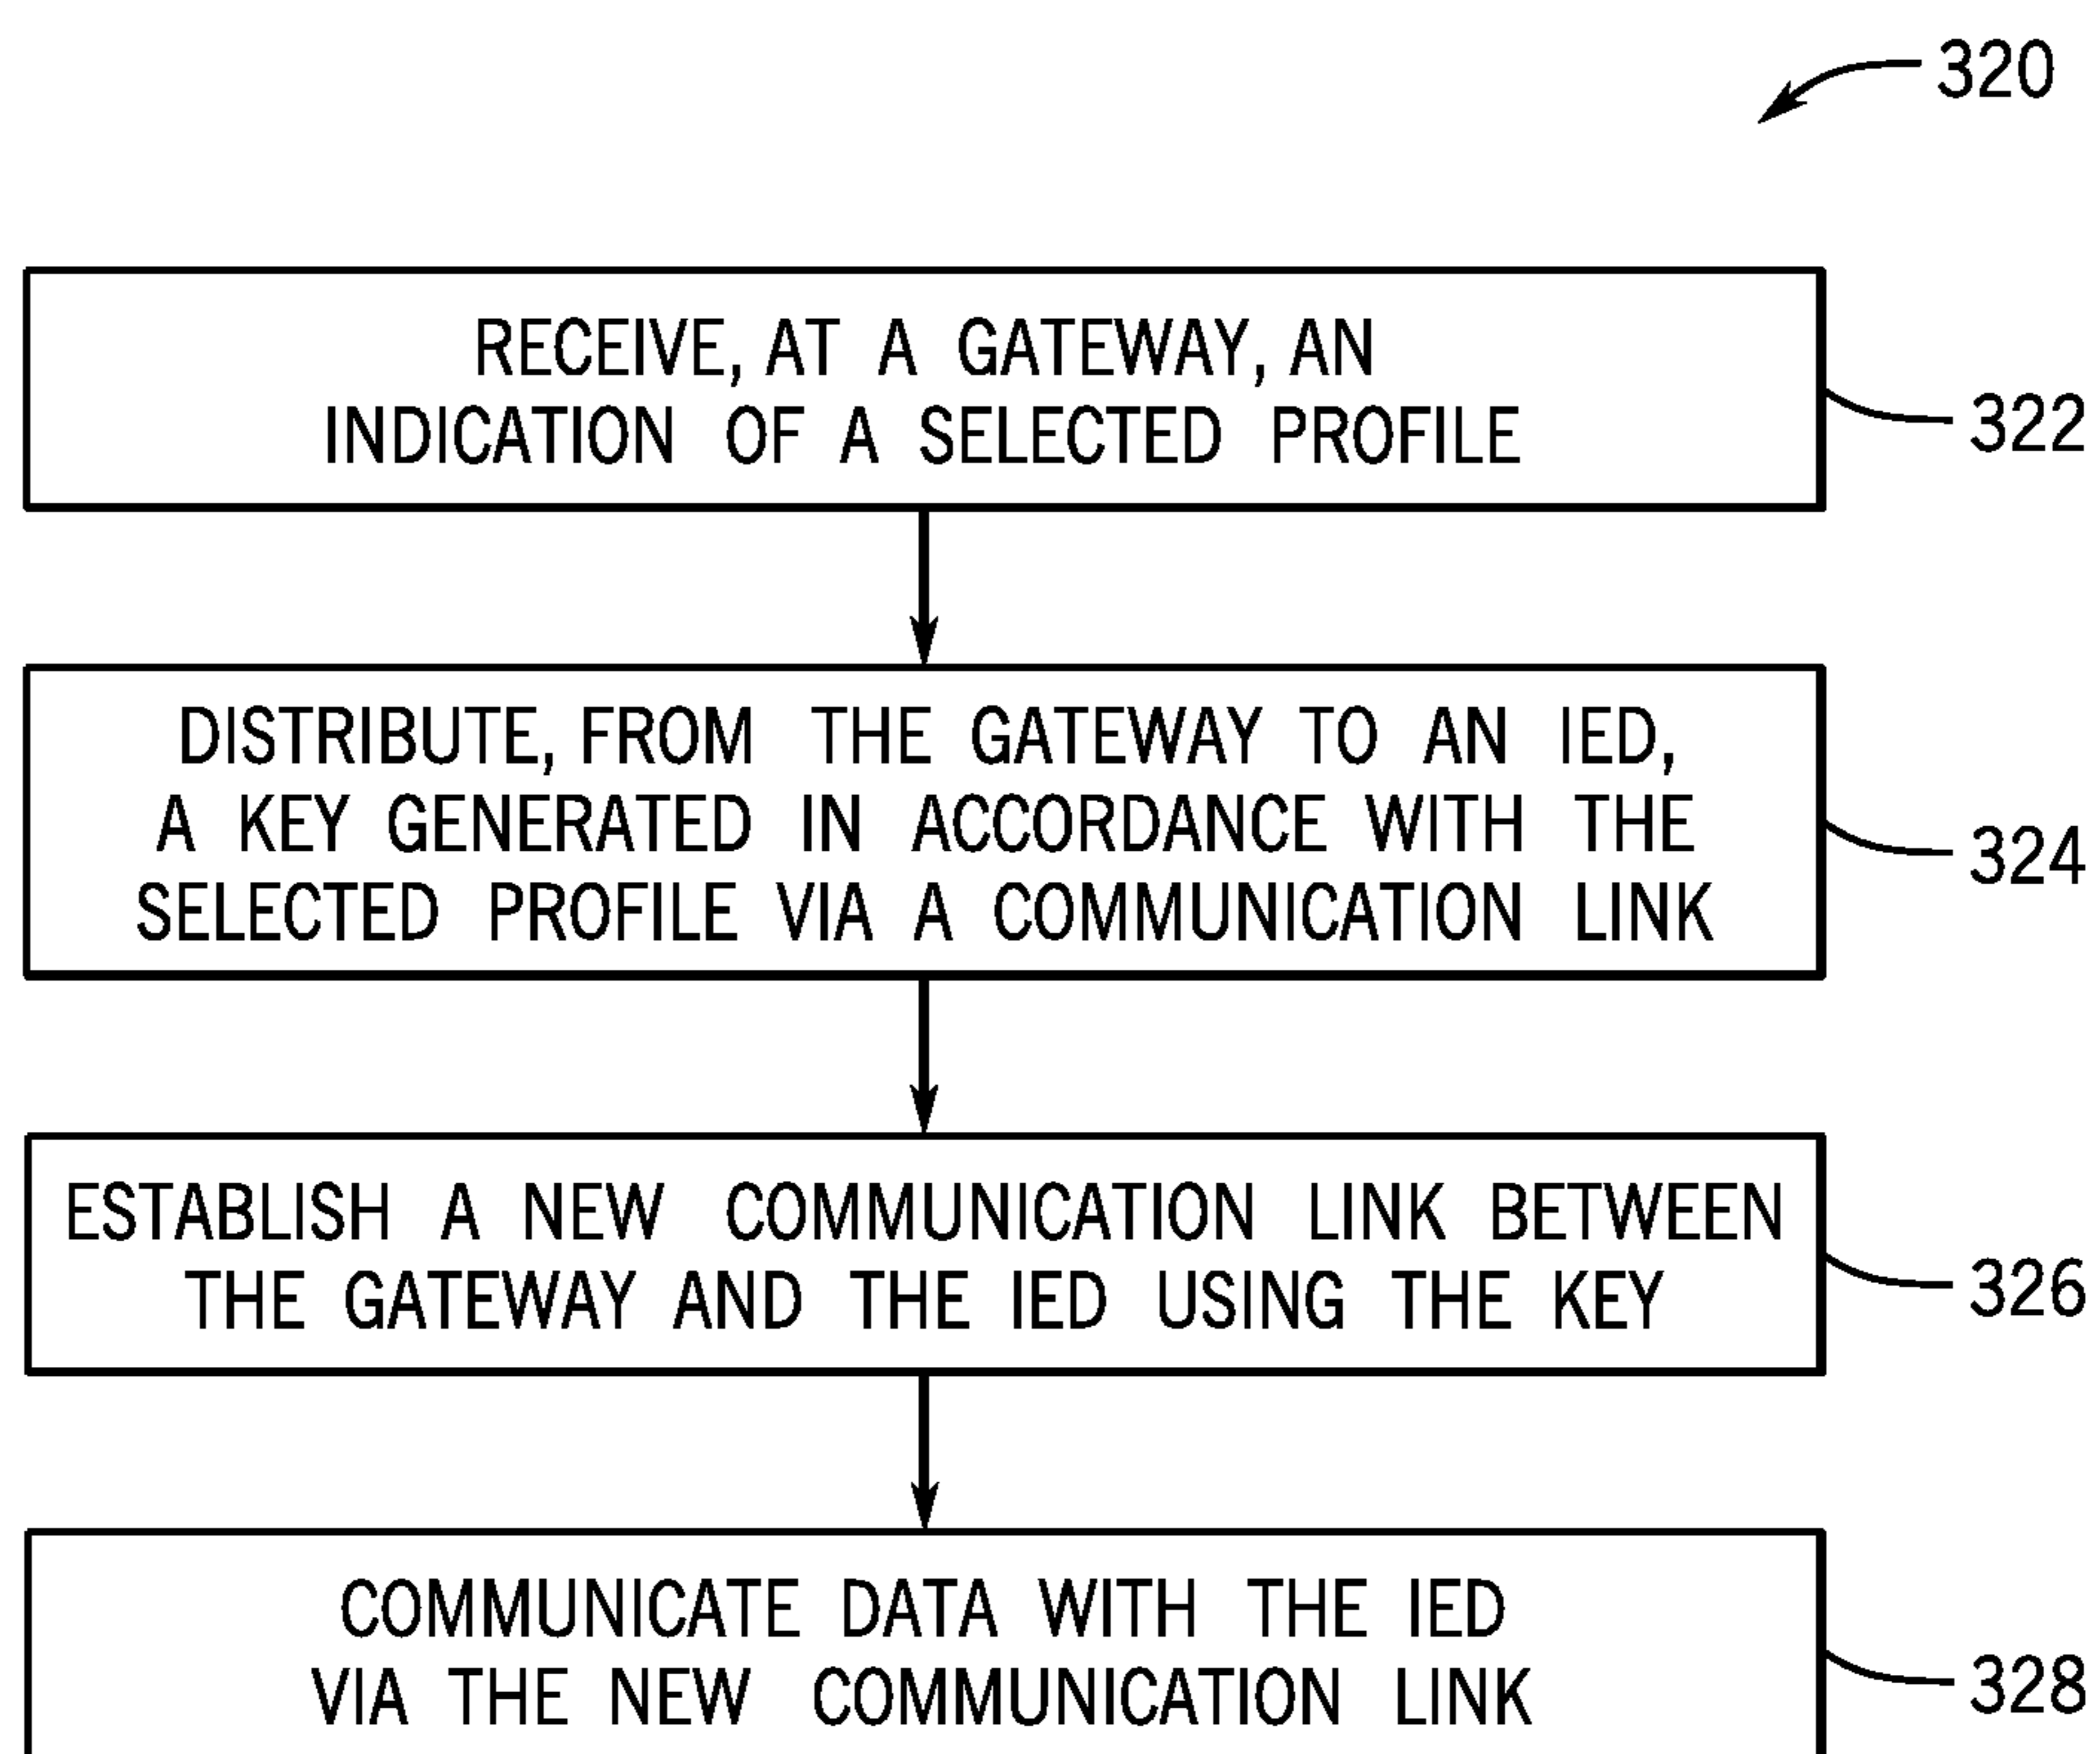 320
RECEIVE, AT A GATEWAY, AN
INDICATION OF A SELECTED PROFILE
322
DISTRIBUTE, FROM THE GATEWAY TO AN IED,
A KEY GENERATED IN ACCORDANCE WITH THE
SELECTED PROFILE VIA A COMMUNICATION LINK
324
ESTABLISH A NEW COMMUNICATION LINK BETWEEN
THE GATEWAY AND THE IED USING THE KEY
326
COMMUNICATE DATA WITH THE IED
VIA THE NEW COMMUNICATION LINK
328